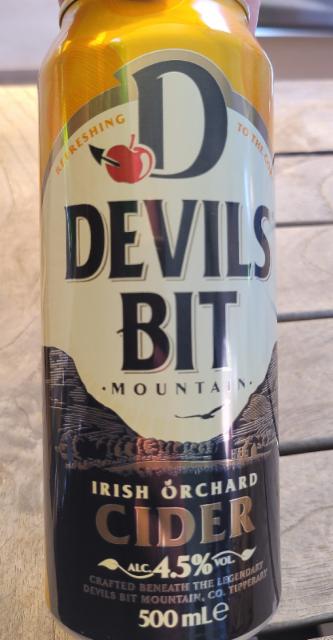 D
REFRESHING
TO THE
DEVILS
BIT
·MOUNTAIN·
IRISH ORCHARD
CIDER
ALC. 4.5% VOL.
CRAFTED BENEATH THE LEGENDARY
DEVILS BIT MOUNTAIN, CO. TIPPERARY
500 mL e